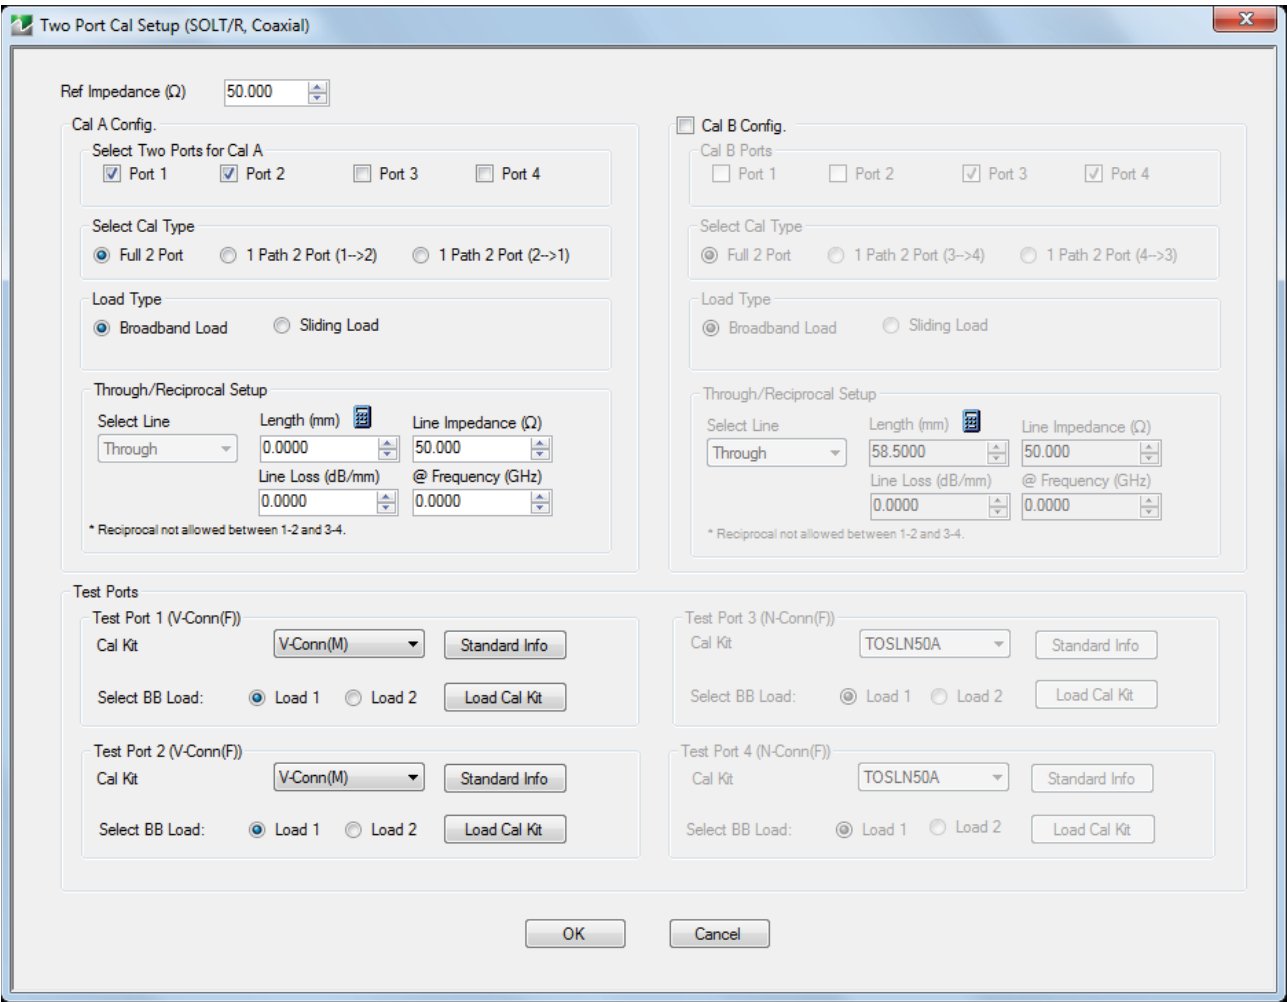 Two Port Cal Setup (SOLT/R, Coaxial)
Ref Impedance (Ω) 50.000
Cal A Config.
Select Two Ports for Cal A
Port 1 Port 2 Port 3 Port 4
Select Cal Type
Full 2 Port 1 Path 2 Port (1-->2) 1 Path 2 Port (2-->1)
Load Type
Broadband Load Sliding Load
Through/Reciprocal Setup
Select Line Length (mm) Line Impedance (Ω)
Through 0.0000 50.000
Line Loss (dB/mm) @ Frequency (GHz)
0.0000 0.0000
* Reciprocal not allowed between 1-2 and 3-4.
Cal B Config.
Cal B Ports
Port 1 Port 2 Port 3 Port 4
Select Cal Type
Full 2 Port 1 Path 2 Port (3-->4) 1 Path 2 Port (4-->3)
Load Type
Broadband Load Sliding Load
Through/Reciprocal Setup
Select Line Length (mm) Line Impedance (Ω)
Through 58.5000 50.000
Line Loss (dB/mm) @ Frequency (GHz)
0.0000 0.0000
* Reciprocal not allowed between 1-2 and 3-4.
Test Ports
Test Port 1 (V-Conn(F))
Cal Kit V-Conn(M) Standard Info
Select BB Load: Load 1 Load 2 Load Cal Kit
Test Port 2 (V-Conn(F))
Cal Kit V-Conn(M) Standard Info
Select BB Load: Load 1 Load 2 Load Cal Kit
Test Port 3 (N-Conn(F))
Cal Kit TOSLN50A Standard Info
Select BB Load: Load 1 Load 2 Load Cal Kit
Test Port 4 (N-Conn(F))
Cal Kit TOSLN50A Standard Info
Select BB Load: Load 1 Load 2 Load Cal Kit
OK Cancel